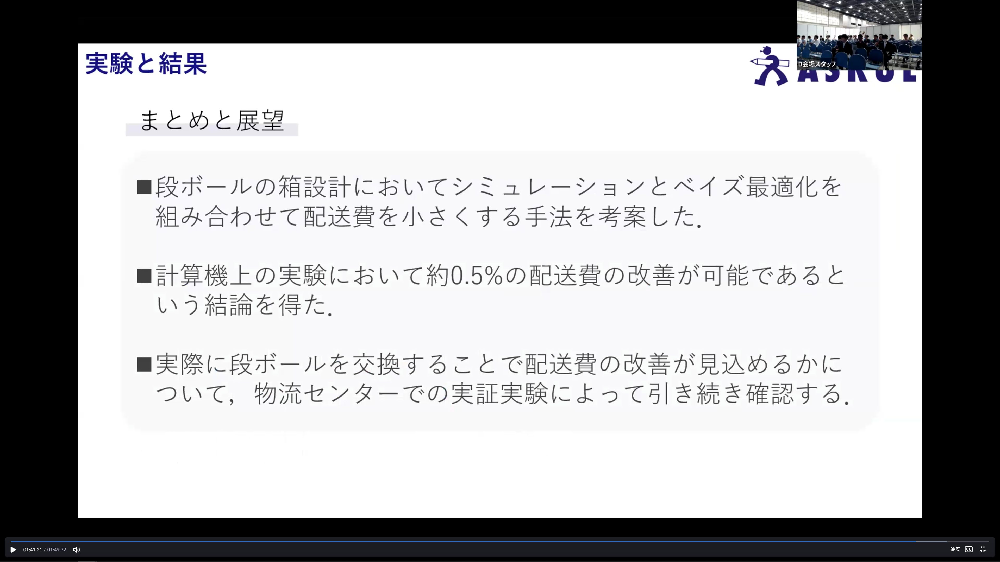 D会場スタッフ
実験と結果
ASKUL
まとめと展望
■段ボールの箱設計においてシミュレーションとベイズ最適化を
組み合わせて配送費を小さくする手法を考案した．
■計算機上の実験において約0.5%の配送費の改善が可能であると
いう結論を得た．
■実際に段ボールを交換することで配送費の改善が見込めるかに
ついて，物流センターでの実証実験によって引き続き確認する．
01:41:21 / 01:49:32
速度 CC